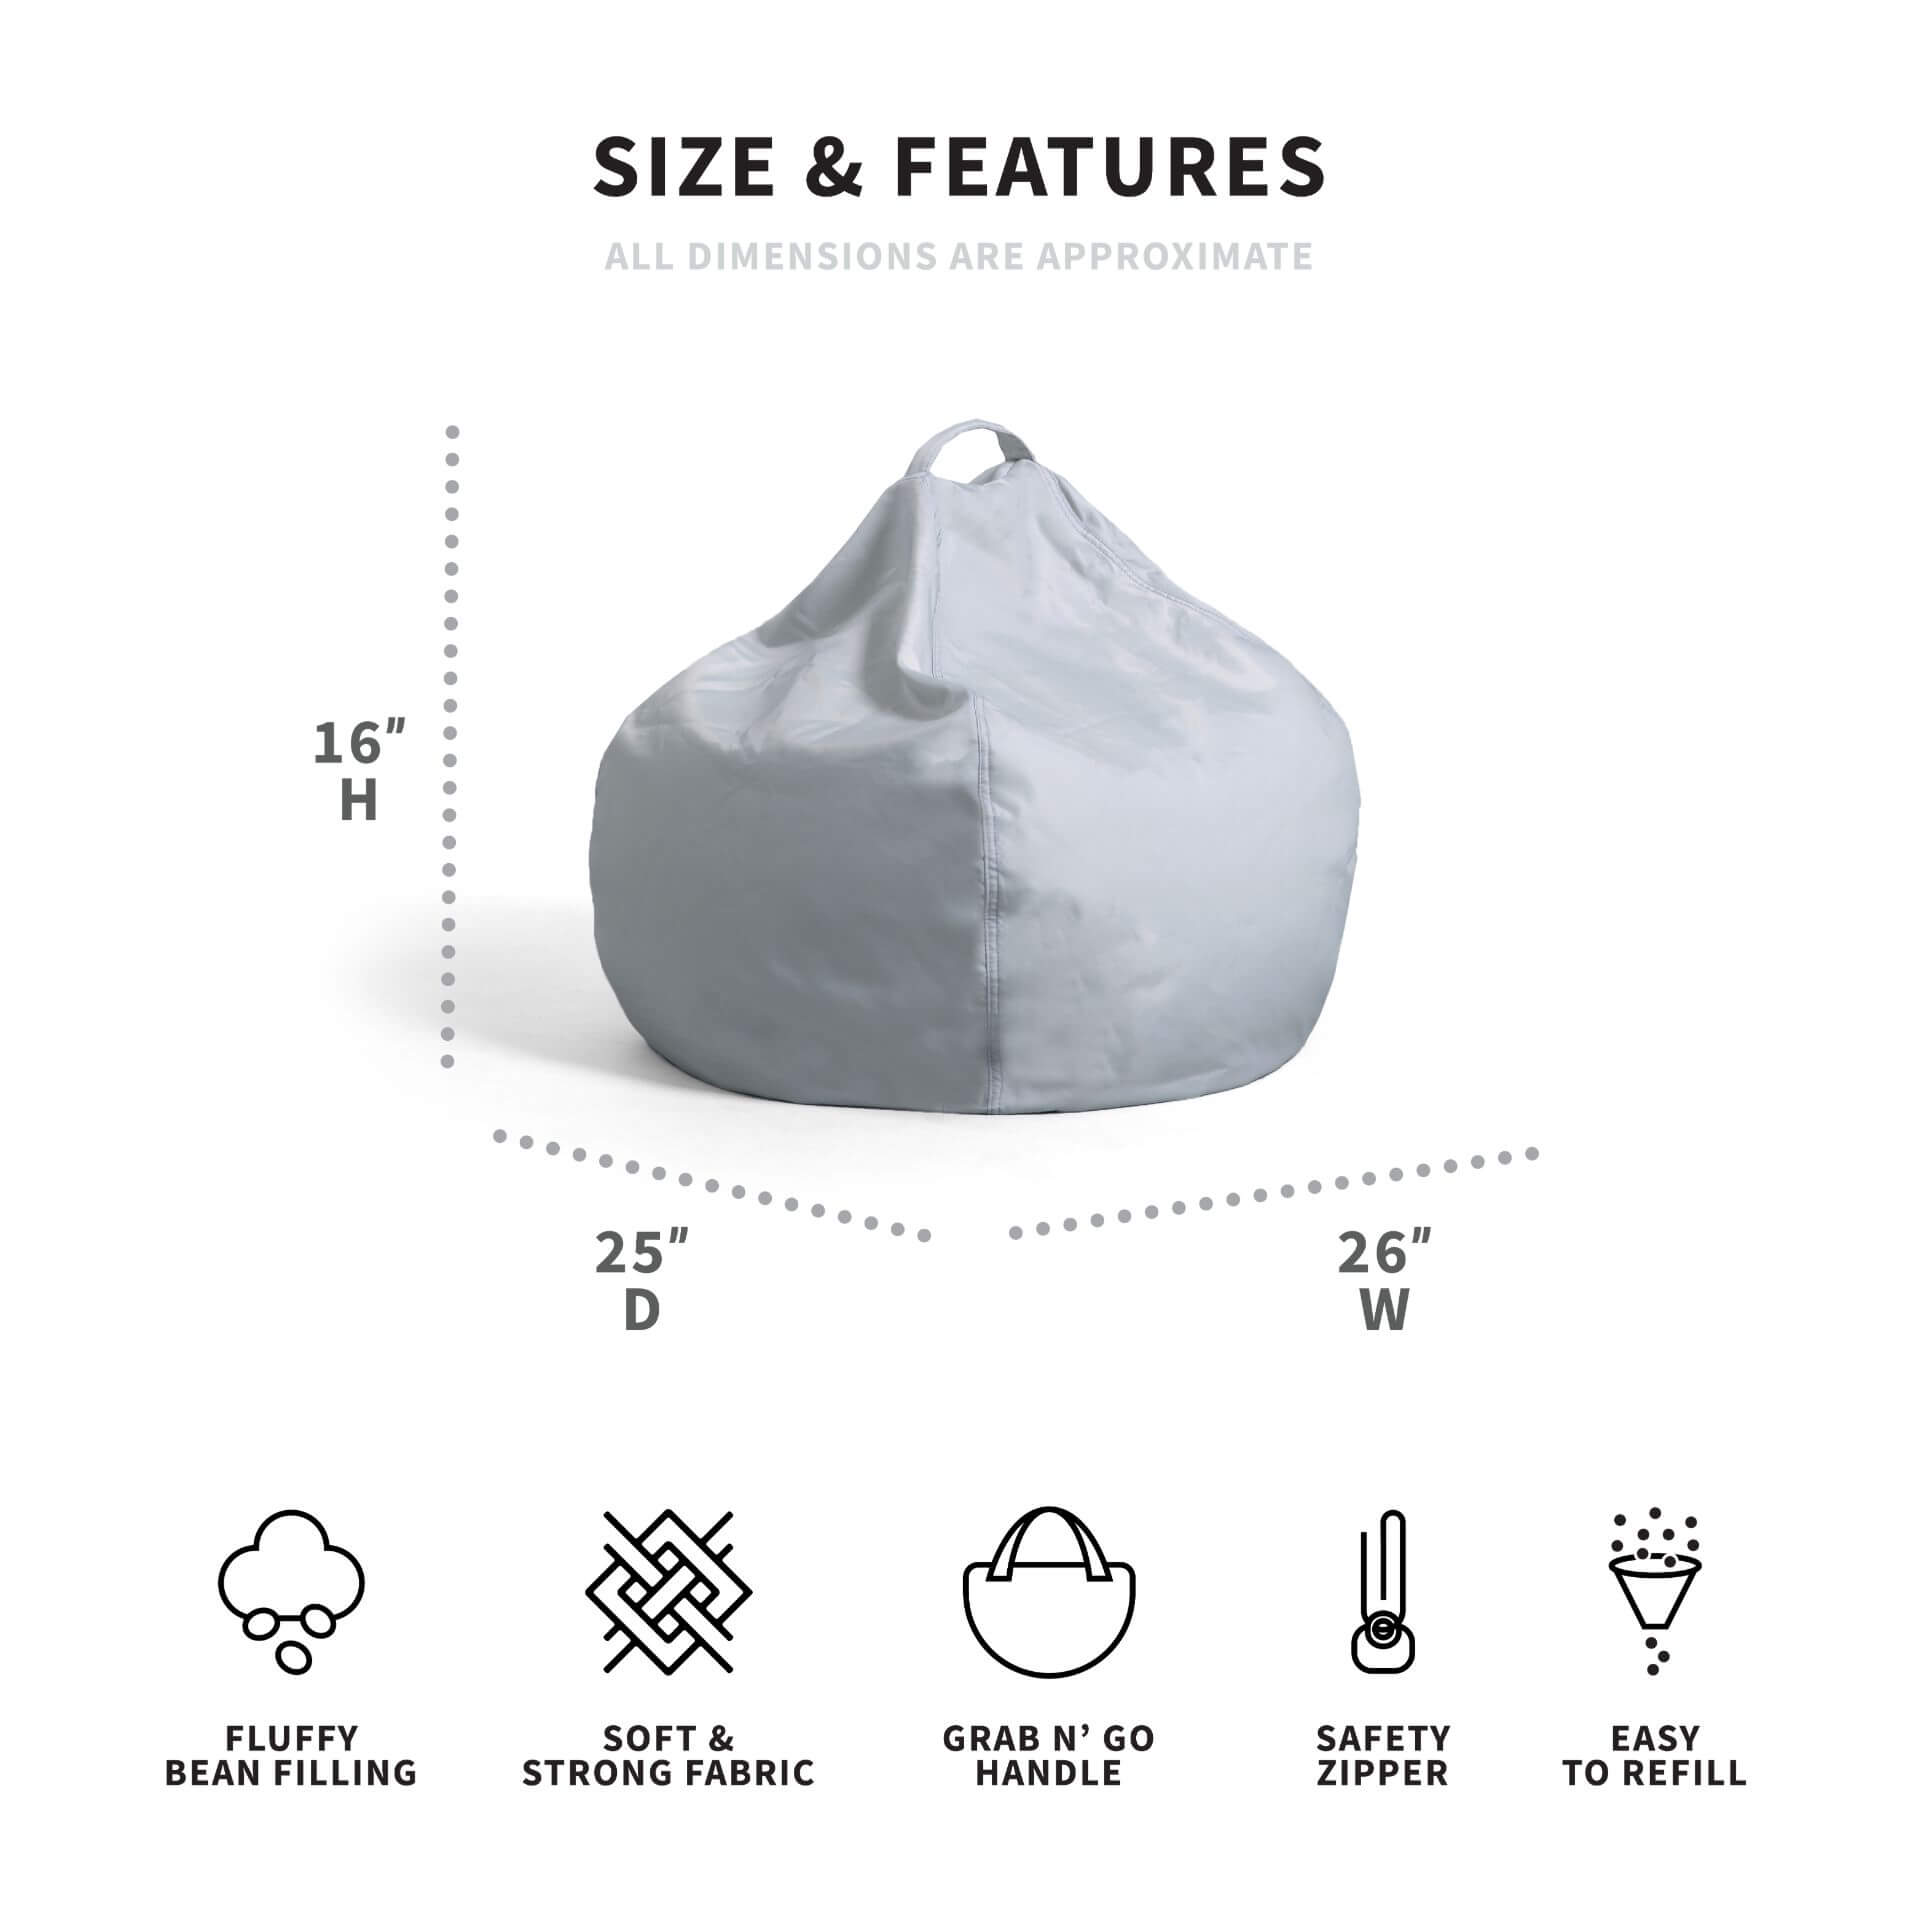 SIZE & FEATURES
ALL DIMENSIONS ARE APPROXIMATE
16″
H
25″
D
26″
W
FLUFFY
BEAN FILLING
SOFT &
STRONG FABRIC
GRAB N’ GO
HANDLE
SAFETY
ZIPPER
EASY
TO REFILL